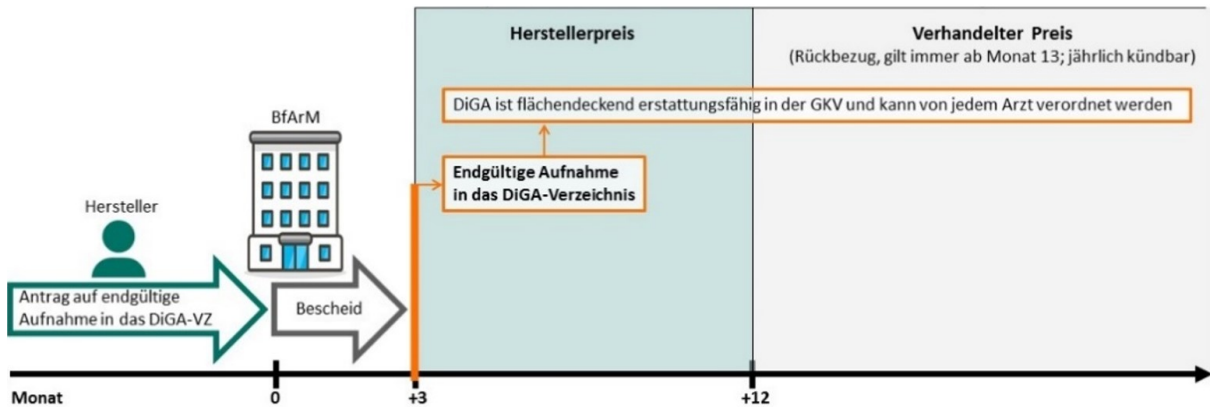 Herstellerpreis
Verhandelter Preis
(Rückbezug, gilt immer ab Monat 13; jährlich kündbar)
DiGA ist flächendeckend erstattungsfähig in der GKV und kann von jedem Arzt verordnet werden
BfArM
Endgültige Aufnahme
in das DiGA-Verzeichnis
Hersteller
Antrag auf endgültige
Aufnahme in das DiGA-VZ
Bescheid
Monat
0
+3
+12